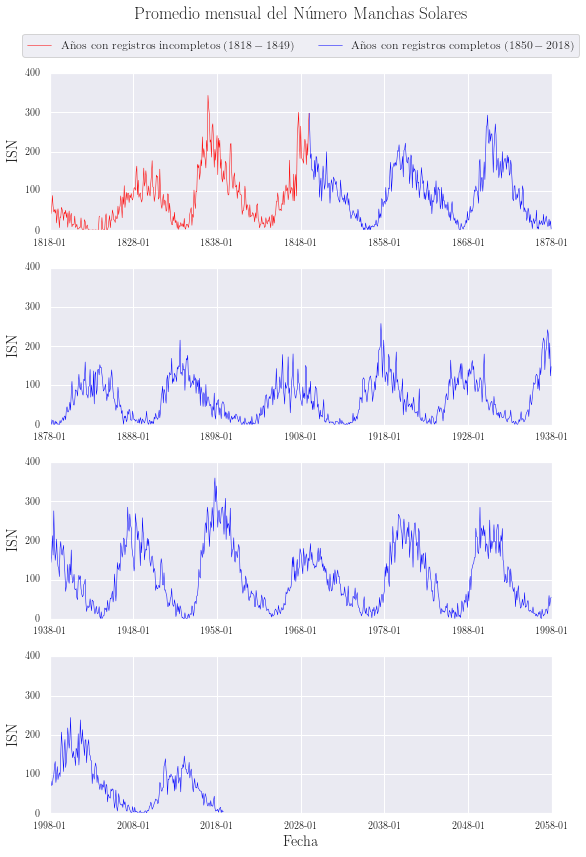 Promedio mensual del Número Manchas Solares
Años con registros incompletos (1818 − 1849) Años con registros completos (1850 − 2018)
400
300
200
100
0
ISN
1818-01 1828-01 1838-01 1848-01 1858-01 1868-01 1878-01
400
300
200
100
0
ISN
1878-01 1888-01 1898-01 1908-01 1918-01 1928-01 1938-01
400
300
200
100
0
ISN
1938-01 1948-01 1958-01 1968-01 1978-01 1988-01 1998-01
400
300
200
100
0
ISN
1998-01 2008-01 2018-01 2028-01 2038-01 2048-01 2058-01
Fecha